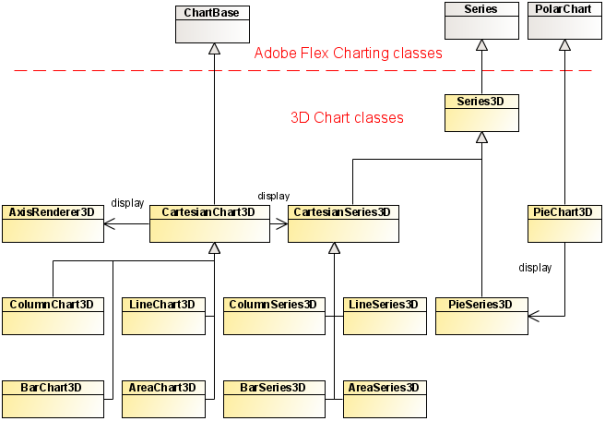 ChartBase
Series
PolarChart
Adobe Flex Charting classes
Series3D
3D Chart classes
display
display
AxisRenderer3D
CartesianChart3D
CartesianSeries3D
PieChart3D
display
ColumnChart3D
LineChart3D
ColumnSeries3D
LineSeries3D
PieSeries3D
BarChart3D
AreaChart3D
BarSeries3D
AreaSeries3D